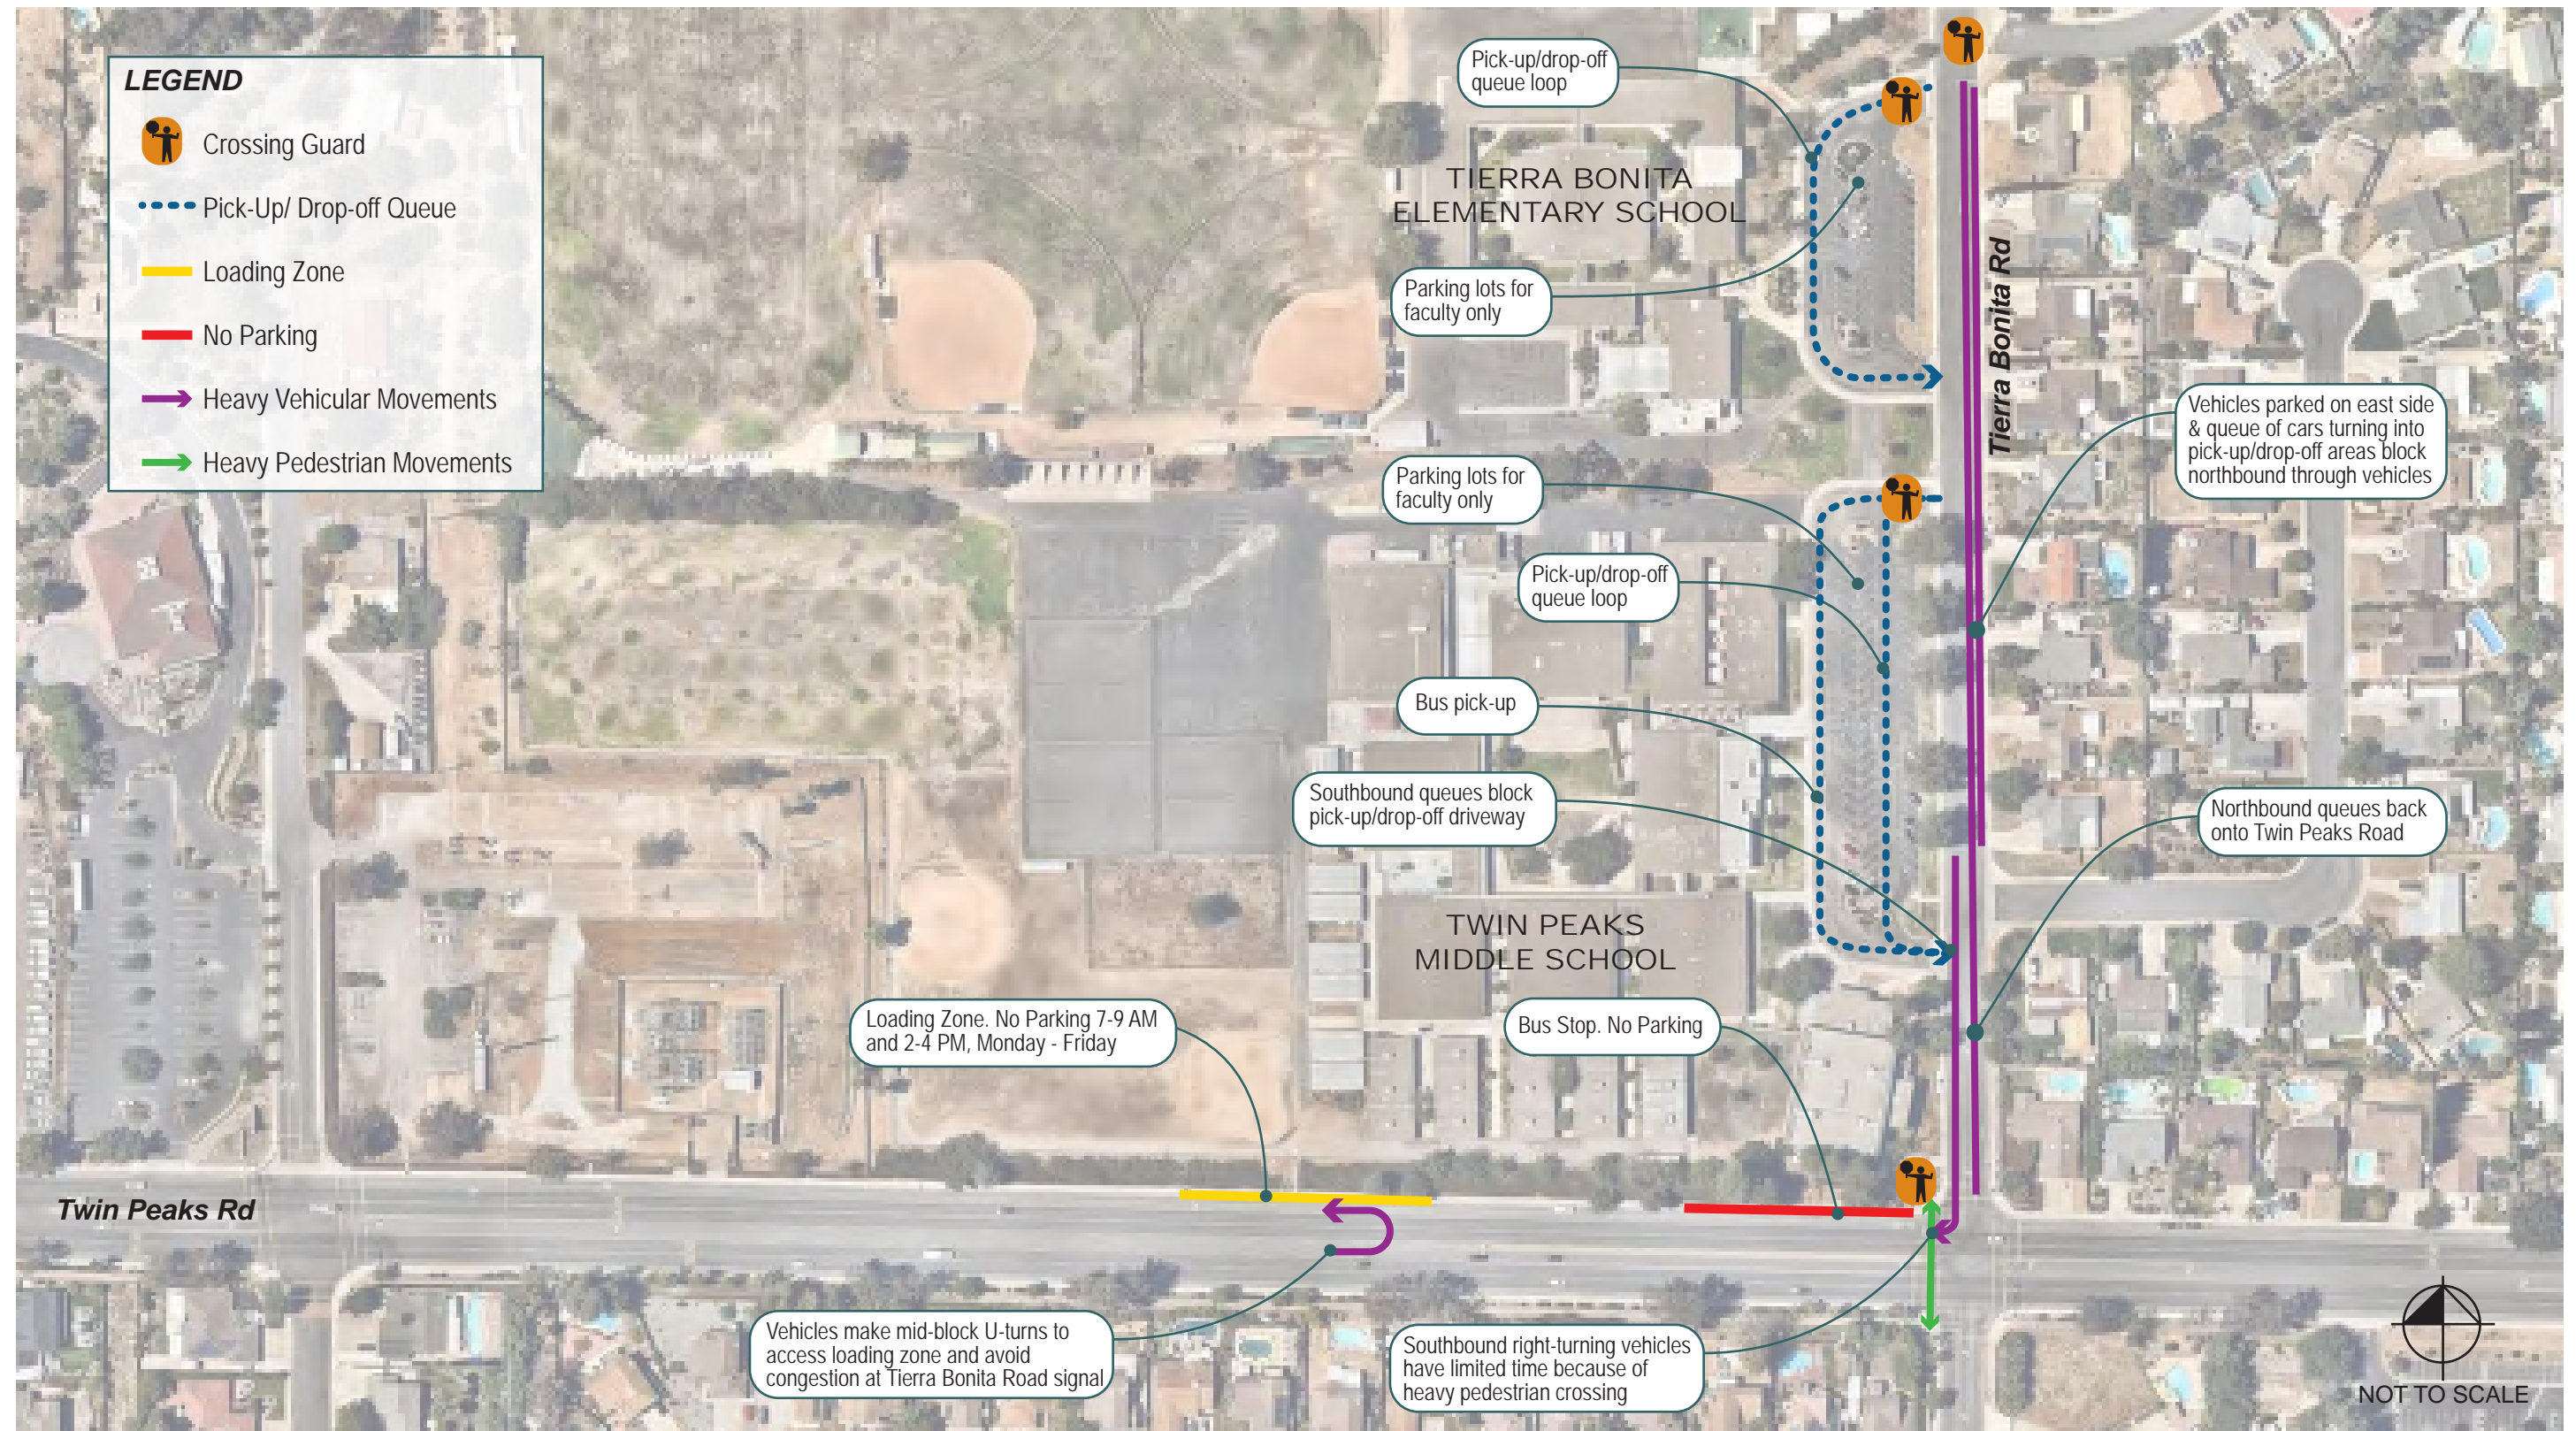 LEGEND
Crossing Guard
Pick-Up/ Drop-off Queue
Loading Zone
No Parking
Heavy Vehicular Movements
Heavy Pedestrian Movements
Pick-up/drop-off
queue loop
TIERRA BONITA
ELEMENTARY SCHOOL
Parking lots for
faculty only
Tierra Bonita Rd
Vehicles parked on east side
& queue of cars turning into
pick-up/drop-off areas block
northbound through vehicles
Parking lots for
faculty only
Pick-up/drop-off
queue loop
Bus pick-up
Southbound queues block
pick-up/drop-off driveway
Northbound queues back
onto Twin Peaks Road
TWIN PEAKS
MIDDLE SCHOOL
Loading Zone. No Parking 7-9 AM
and 2-4 PM, Monday - Friday
Bus Stop. No Parking
Twin Peaks Rd
Vehicles make mid-block U-turns to
access loading zone and avoid
congestion at Tierra Bonita Road signal
Southbound right-turning vehicles
have limited time because of
heavy pedestrian crossing
NOT TO SCALE